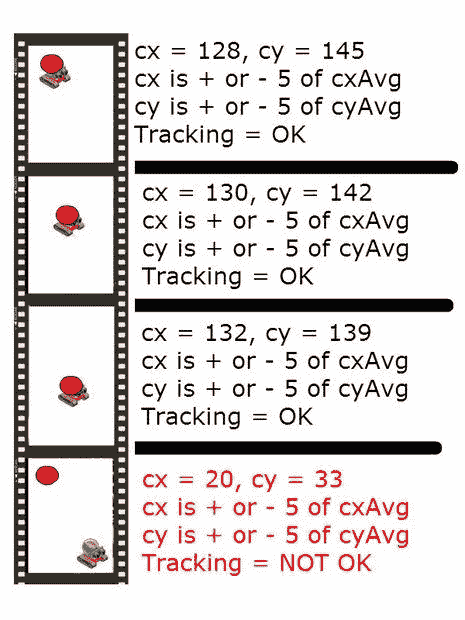 cx = 128, cy = 145
cx is + or - 5 of cxAvg
cy is + or - 5 of cyAvg
Tracking = OK
cx = 130, cy = 142
cx is + or - 5 of cxAvg
cy is + or - 5 of cyAvg
Tracking = OK
cx = 132, cy = 139
cx is + or - 5 of cxAvg
cy is + or - 5 of cyAvg
Tracking = OK
cx = 20, cy = 33
cx is + or - 5 of cxAvg
cy is + or - 5 of cyAvg
Tracking = NOT OK